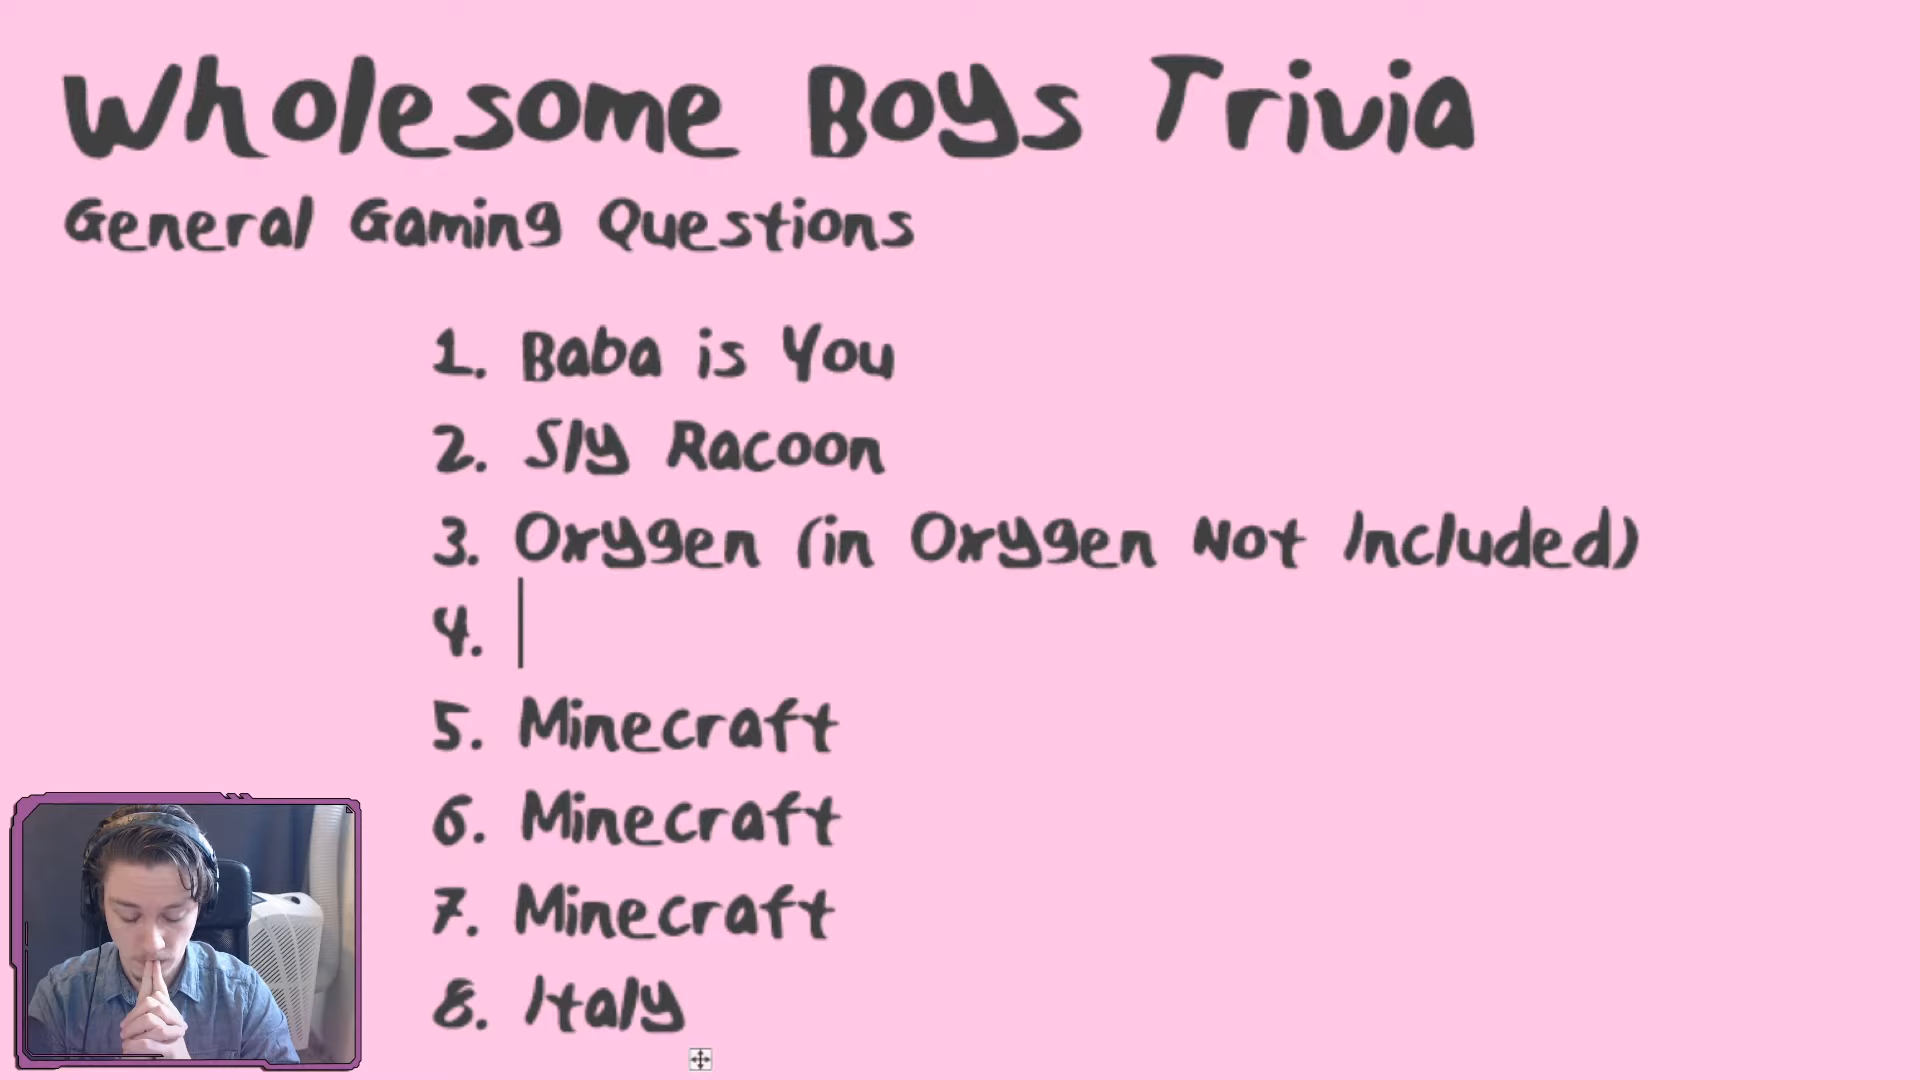 Wholesome Boys Trivia
General Gaming Questions
1. Baba is You
2. Sly Racoon
3. Oxygen (in Oxygen Not Included)
4.
5. Minecraft
6. Minecraft
7. Minecraft
8. Italy